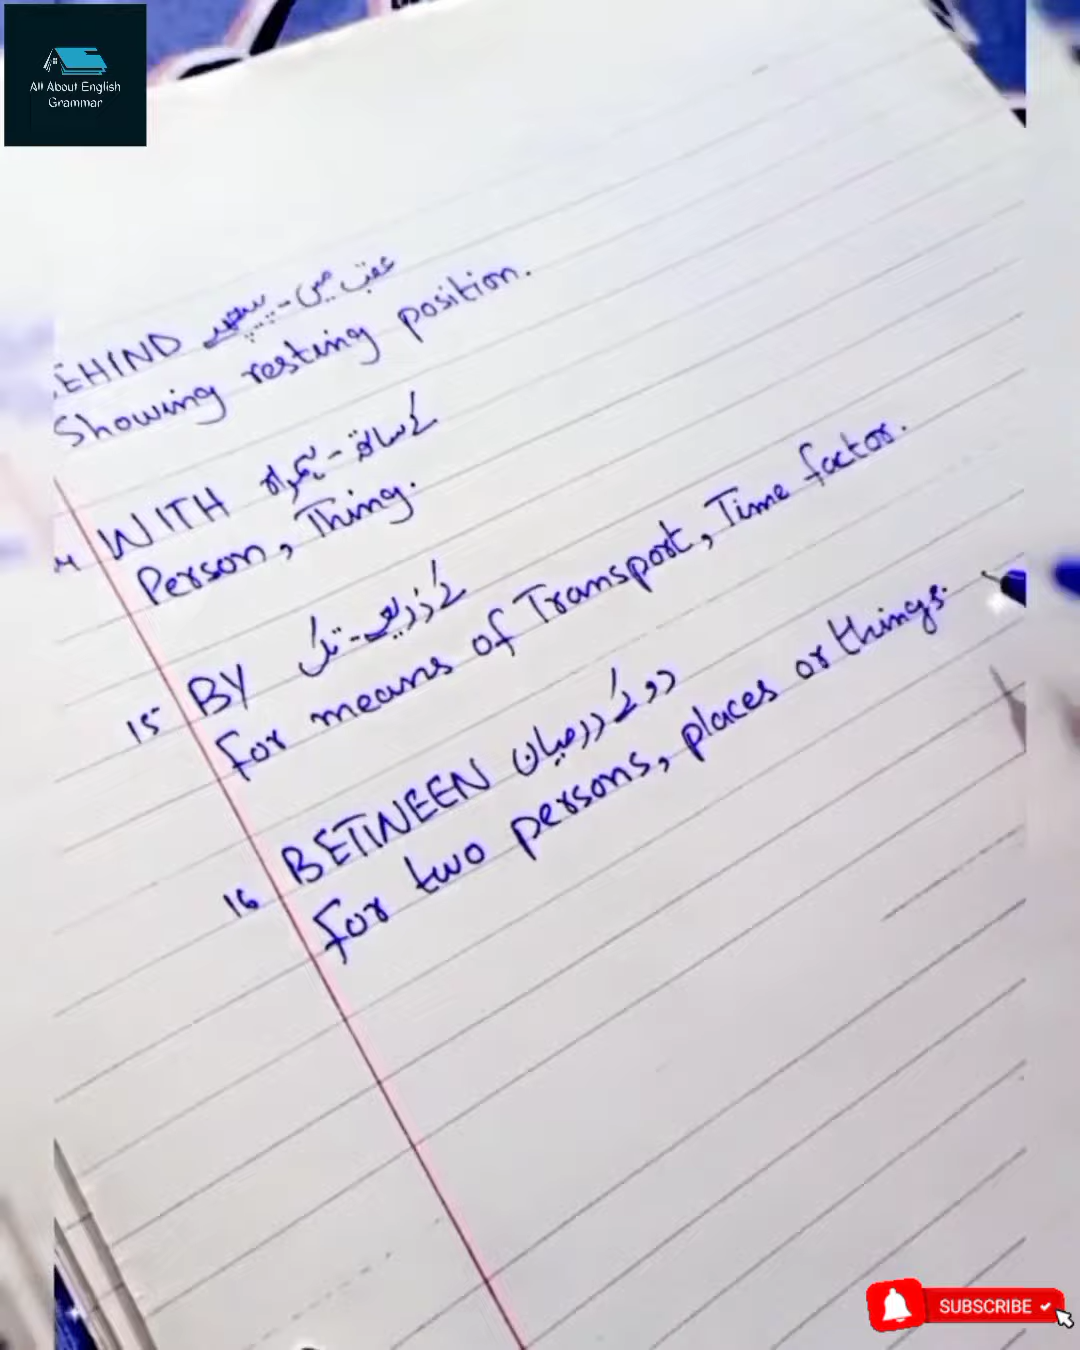 All About English
Grammar
EHIND عقب میں - پیچھے
Showing resting position.
WITH کے ساتھ - ہمراہ
Person, Thing.
15 BY کے ذریعے - تک
For means of Transport, Time factor.
16 BETWEEN دو کے درمیان
For two persons, places or things.
SUBSCRIBE